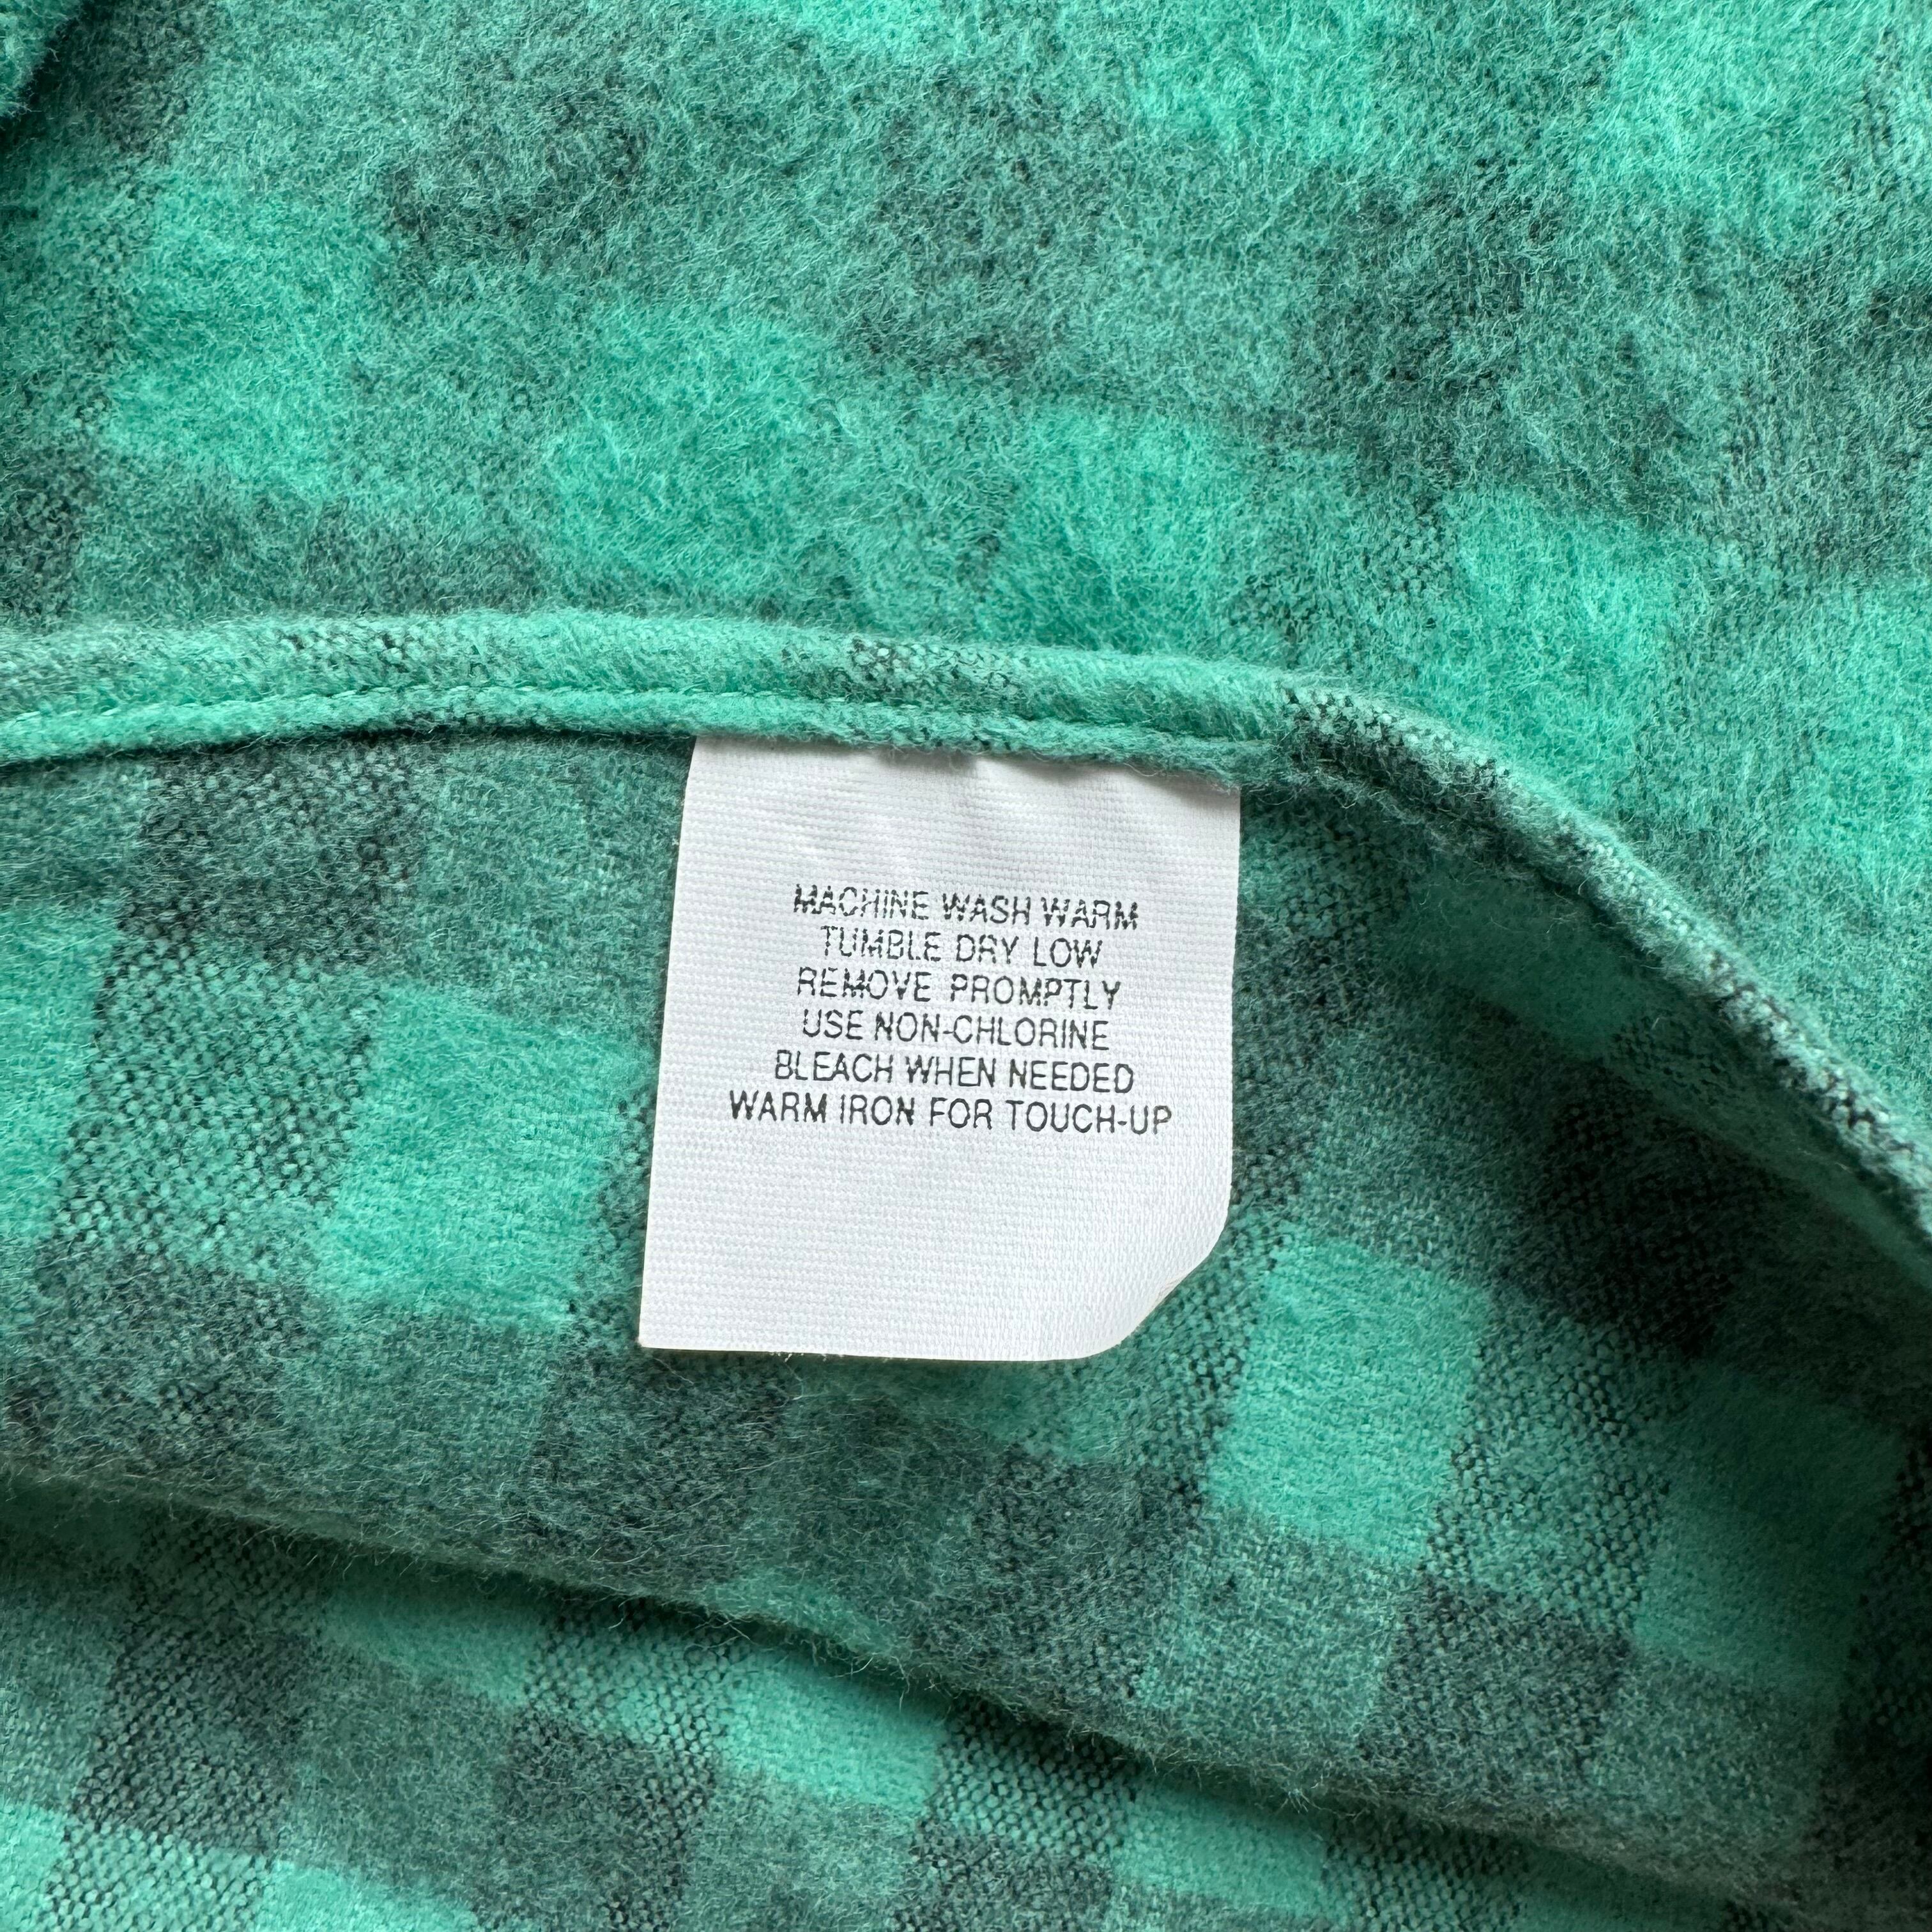 MACHINE WASH WARM
TUMBLE DRY LOW
REMOVE PROMPTLY
USE NON-CHLORINE
BLEACH WHEN NEEDED
WARM IRON FOR TOUCH-UP